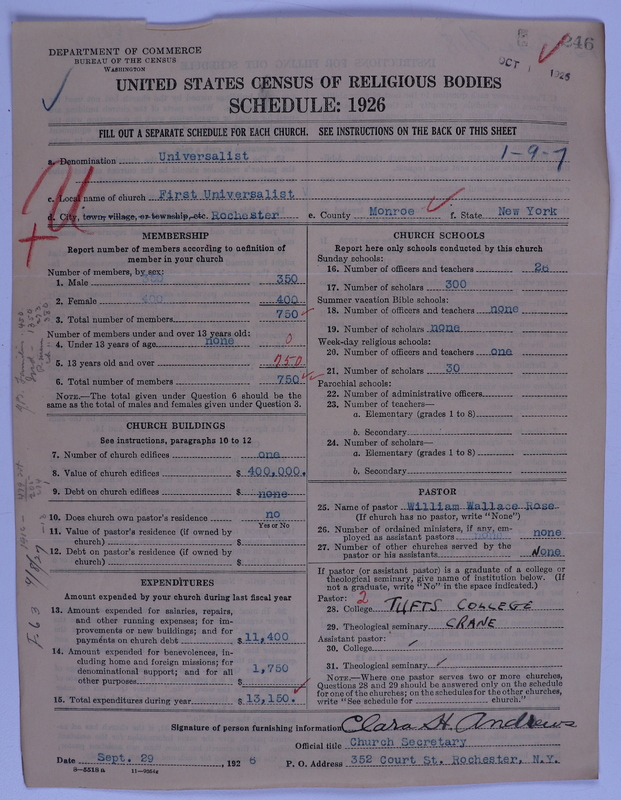 246
OCT 1 1926
DEPARTMENT OF COMMERCE
BUREAU OF THE CENSUS
WASHINGTON
UNITED STATES CENSUS OF RELIGIOUS BODIES
SCHEDULE: 1926
FILL OUT A SEPARATE SCHEDULE FOR EACH CHURCH. SEE INSTRUCTIONS ON THE BACK OF THIS SHEET
a. Denomination Universalist 1-9-7
c. Local name of church First Universalist
d. City, town village, or township, etc. Rochester e. County Monroe f. State New York
MEMBERSHIP
Report number of members according to definition of
member in your church
Number of members, by sex:
1. Male 350
2. Female 400
3. Total number of members 750
Number of members under and over 13 years old:
4. Under 13 years of age none 0
5. 13 years old and over 750
6. Total number of members 750
NOTE.—The total given under Question 6 should be
same as the total of males and females given under Question 3.
CHURCH BUILDINGS
See instructions, paragraphs 10 to 12
7. Number of church edifices one
8. Value of church edifices $400,000.
9. Debt on church edifices $ none
10. Does church own pastor's residence no
Yes or No
11. Value of pastor's residence (if owned by
church) $
12. Debt on pastor's residence (if owned by
church) $
EXPENDITURES
Amount expended by your church during last fiscal year
13. Amount expended for salaries, repairs,
and other running expenses; for im-
provements or new buildings; and for
payments on church debt $11,400
14. Amount expended for benevolences, in-
cluding home and foreign missions; for
denominational support; and for all
other purposes $ 1,750
15. Total expenditures during year $13,150.
CHURCH SCHOOLS
Report here only schools conducted by this church
Sunday schools:
16. Number of officers and teachers 28
17. Number of scholars 300
Summer vacation Bible schools:
18. Number of officers and teachers none
19. Number of scholars none
Week-day religious schools:
20. Number of officers and teachers one
21. Number of scholars 30
Parochial schools:
22. Number of administrative officers
23. Number of teachers—
a. Elementary (grades 1 to 8)
b. Secondary
24. Number of scholars—
a. Elementary (grades 1 to 8)
b. Secondary
PASTOR
25. Name of pastor William Wallace Rose
(If church has no pastor, write "None")
26. Number of ordained ministers, if any, em-
ployed as assistant pastors none
27. Number of other churches served by the
pastor or his assistants None
If pastor (or assistant pastor) is a graduate of a college or
theological seminary, give name of institution below. (If
not a graduate, write "No" in the space indicated.)
Pastor: 2
28. College TUFTS COLLEGE
29. Theological seminary CRANE
Assistant pastor:
30. College
31. Theological seminary
NOTE.—Where one pastor serves two or more churches,
Questions 28 and 29 should be answered only on the schedule
for one of the churches; on the schedules for the other churches,
write "See schedule for church."
Signature of person furnishing information Clara H. Andrews
Official title Church Secretary
Date Sept. 29, 1926 P. O. Address 352 Court St. Rochester, N.Y.
8-5518a 11-9564a